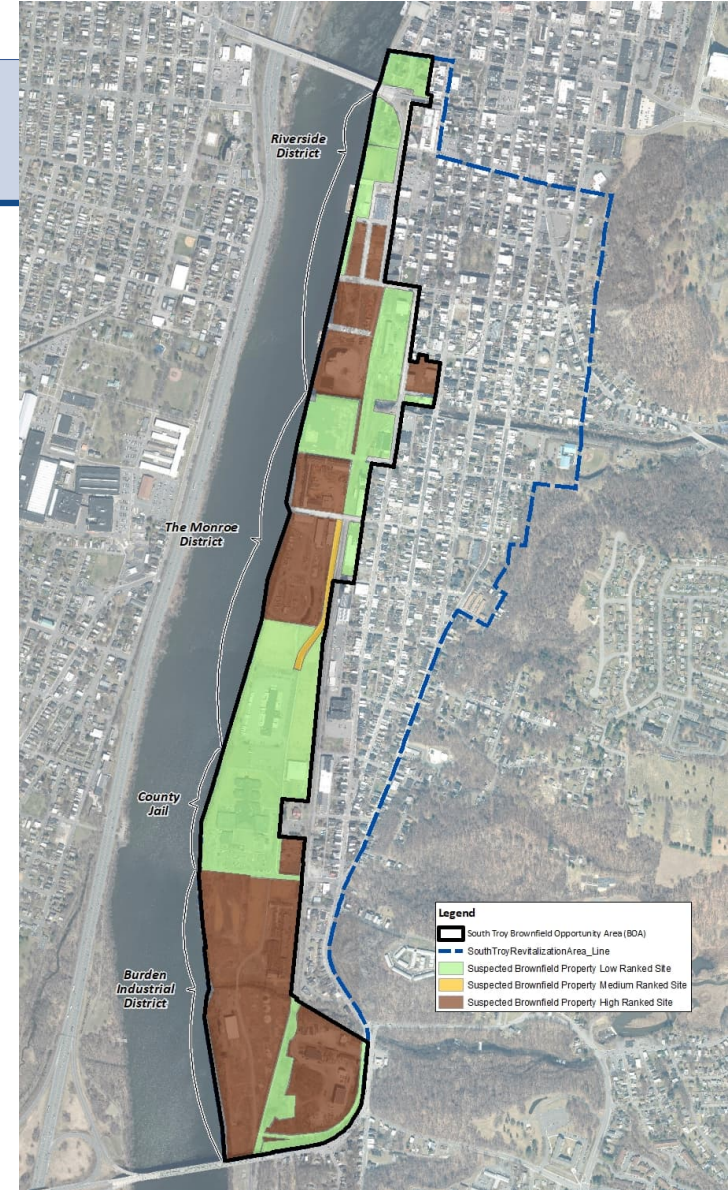 Riverside
District
The Monroe
District
County
Jail
Burden
Industrial
District
Legend
South Troy Brownfield Opportunity Area (BOA)
SouthTroyRevitalizationArea_Line
Suspected Brownfield Property Low Ranked Site
Suspected Brownfield Property Medium Ranked Site
Suspected Brownfield Property High Ranked Site